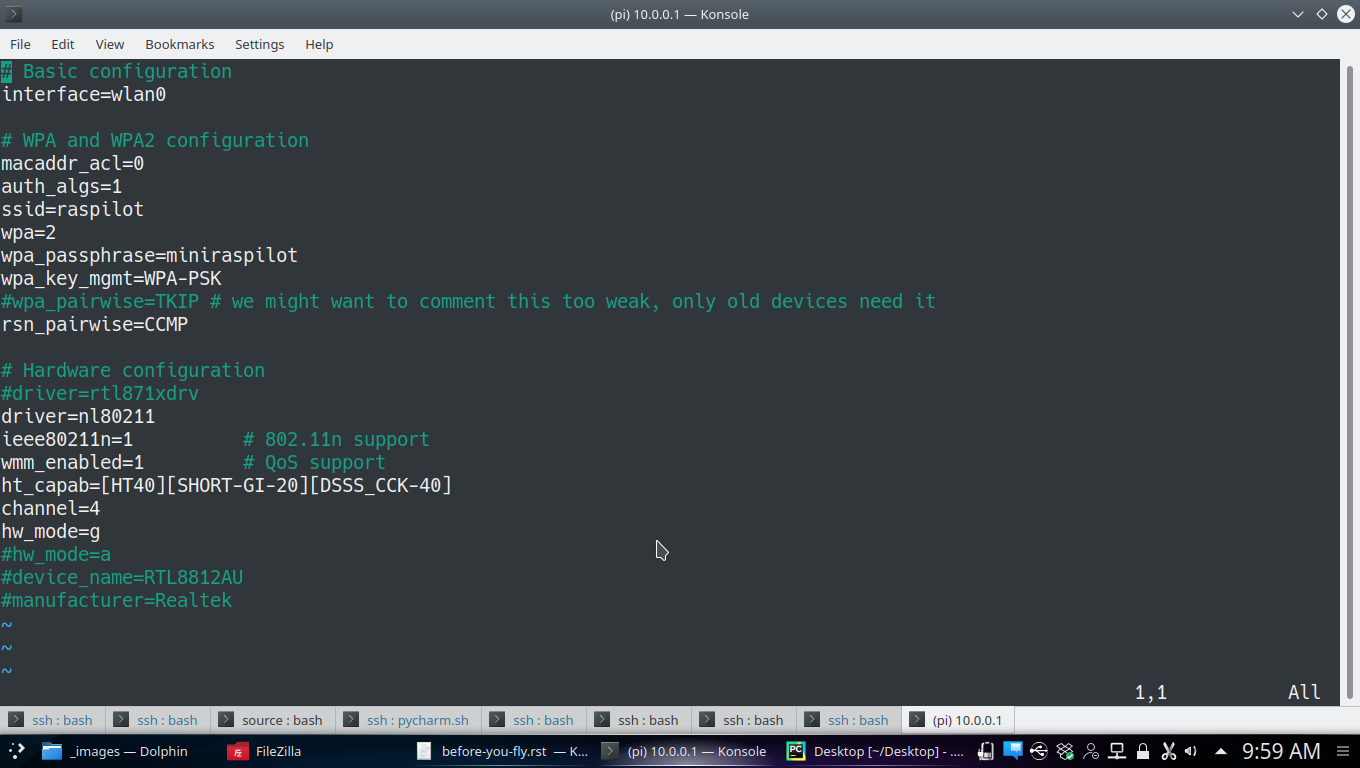 (pi) 10.0.0.1 — Konsole
File Edit View Bookmarks Settings Help
# Basic configuration
interface=wlan0
# WPA and WPA2 configuration
macaddr_acl=0
auth_algs=1
ssid=raspilot
wpa=2
wpa_passphrase=miniraspilot
wpa_key_mgmt=WPA-PSK
#wpa_pairwise=TKIP # we might want to comment this too weak, only old devices need it
rsn_pairwise=CCMP
# Hardware configuration
#driver=rtl871xdrv
driver=nl80211
ieee80211n=1          # 802.11n support
wmm_enabled=1         # QoS support
ht_capab=[HT40][SHORT-GI-20][DSSS_CCK-40]
channel=4
hw_mode=g
#hw_mode=a
#device_name=RTL8812AU
#manufacturer=Realtek
~
~
~
1,1 All
ssh : bash ssh : bash source : bash ssh : pycharm.sh ssh : bash ssh : bash ssh : bash ssh : bash (pi) 10.0.0.1
_images — Dolphin FileZilla before-you-fly.rst — K... (pi) 10.0.0.1 — Konsole PC Desktop [~/Desktop] - .... 9:59 AM